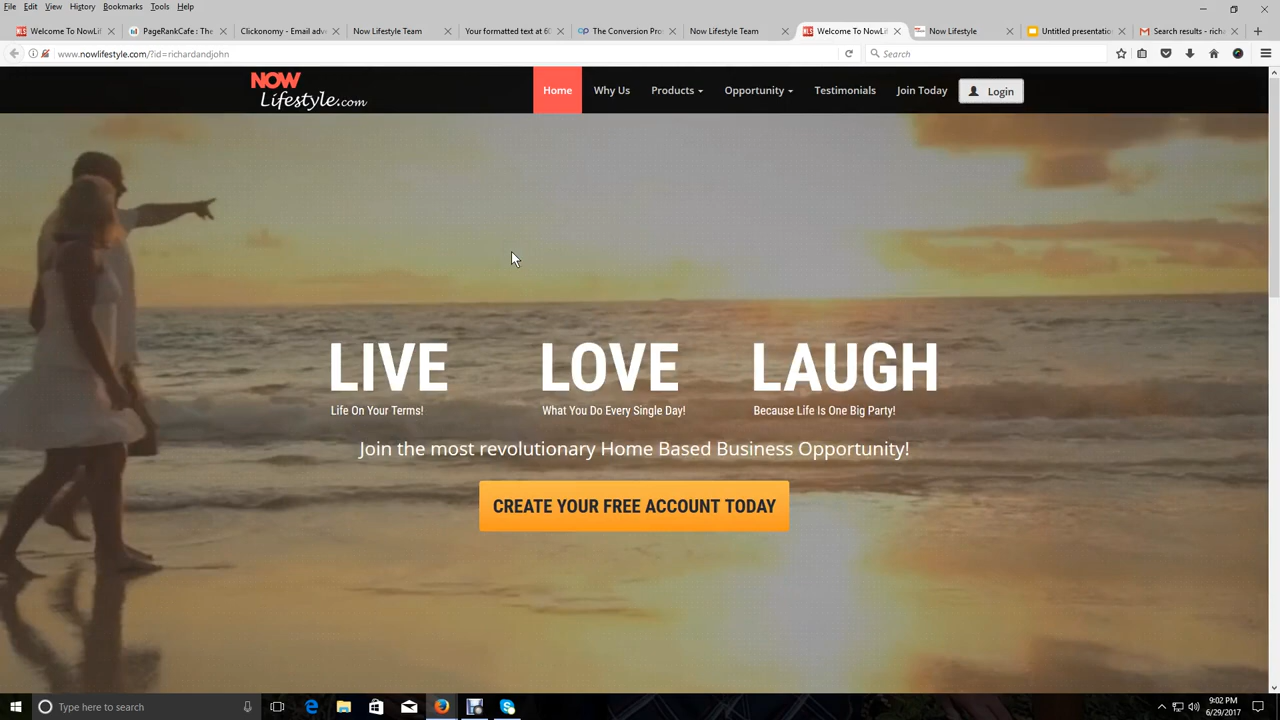 File Edit View History Bookmarks Tools Help
Welcome To NowLi
PageRankCafe : Th
Clickonomy - Email adv
Now Lifestyle Team
Your formatted text at 6
The Conversion Pro
Now Lifestyle Team
Welcome To NowLi
Now Lifestyle
Untitled presentatio
Search results - rich
www.nowlifestyle.com/?id=richardandjohn
Search
NOW
Lifestyle.com
Home Why Us Products Opportunity Testimonials Join Today Login
LIVE LOVE LAUGH
Life On Your Terms! What You Do Every Single Day! Because Life Is One Big Party!
Join the most revolutionary Home Based Business Opportunity!
CREATE YOUR FREE ACCOUNT TODAY
Type here to search
9:02 PM
6/29/2017